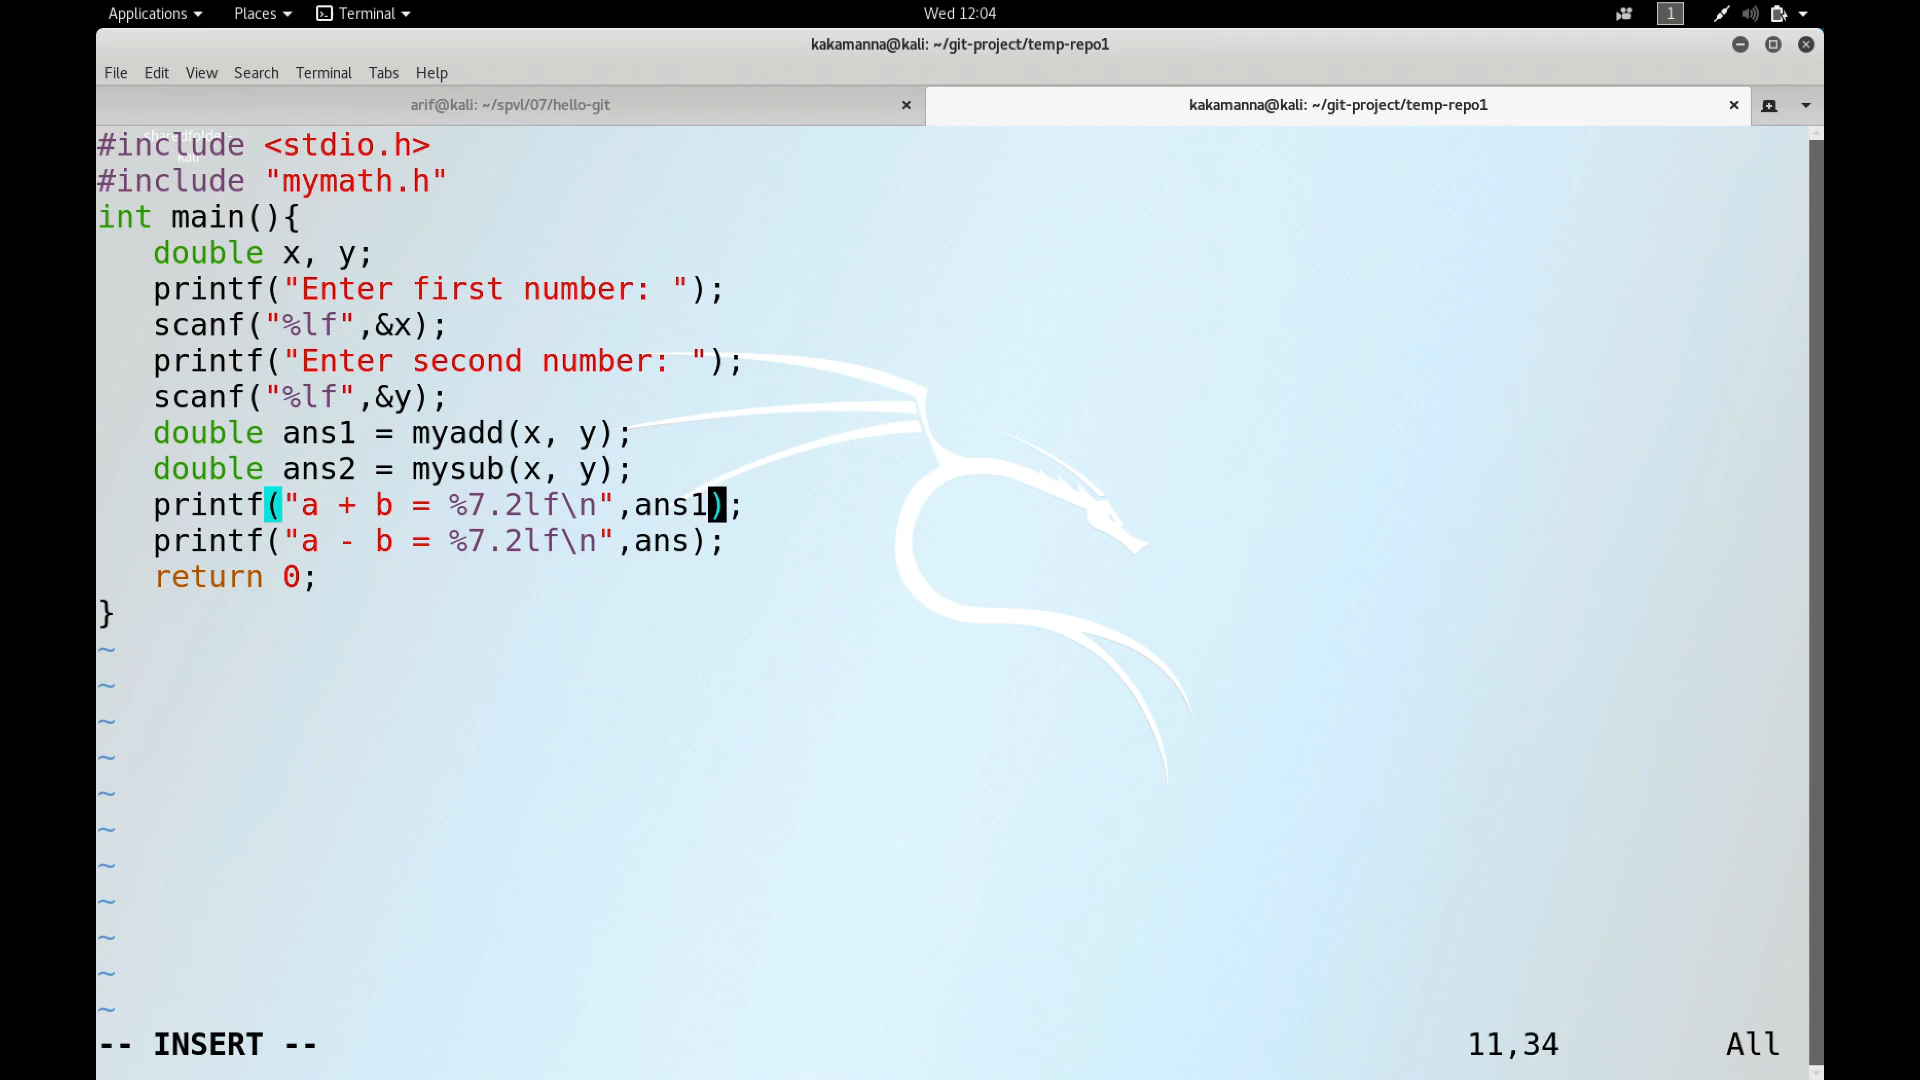 Applications Places Terminal Wed 12:04 1
kakamanna@kali: ~/git-project/temp-repo1
File Edit View Search Terminal Tabs Help
arif@kali: ~/spvl/07/hello-git kakamanna@kali: ~/git-project/temp-repo1
#include <stdio.h>
#include "mymath.h"
int main(){
   double x, y;
   printf("Enter first number: ");
   scanf("%lf",&x);
   printf("Enter second number: ");
   scanf("%lf",&y);
   double ans1 = myadd(x, y);
   double ans2 = mysub(x, y);
   printf("a + b = %7.2lf\n",ans1);
   printf("a - b = %7.2lf\n",ans);
   return 0;
}
~
~
~
~
~
~
~
~
~
~
~
-- INSERT -- 11,34 All